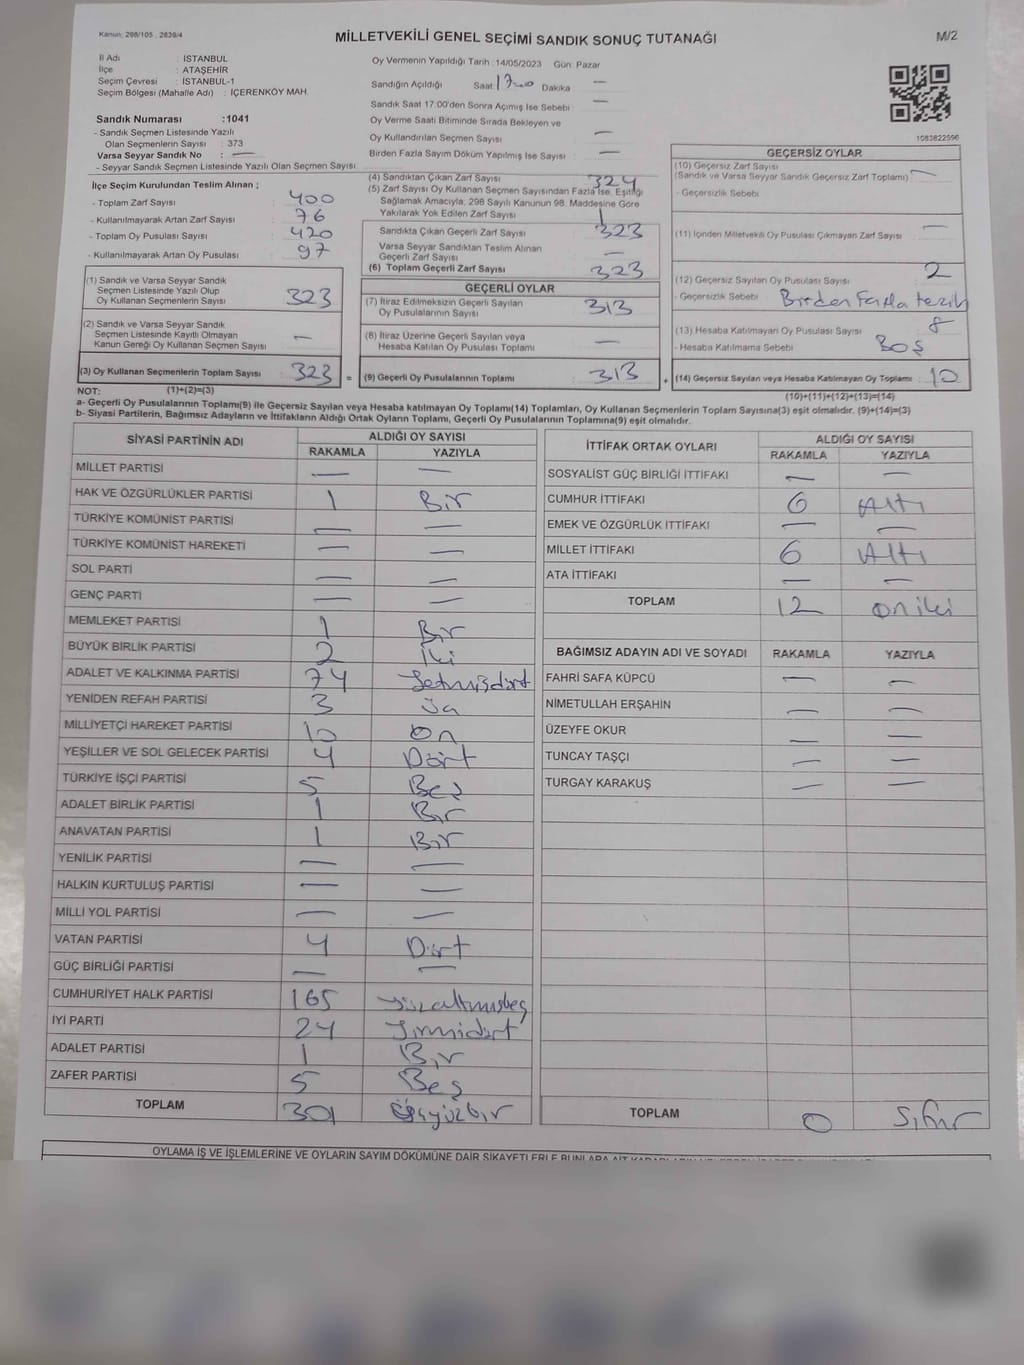 Kanun: 298/105 , 2839/4
MİLLETVEKİLİ GENEL SEÇİMİ SANDIK SONUÇ TUTANAĞI
M/2
İl Adı : İSTANBUL
İlçe : ATAŞEHİR
Seçim Çevresi : İSTANBUL-1
Seçim Bölgesi (Mahalle Adı) : İÇERENKÖY MAH.
Sandık Numarası :1041
- Sandık Seçmen Listesinde Yazılı
Olan Seçmenlerin Sayısı : 373
Varsa Seyyar Sandık No : —
- Seyyar Sandık Seçmen Listesinde Yazılı Olan Seçmen Sayısı:
Oy Vermenin Yapıldığı Tarih :14/05/2023 Gün: Pazar
Sandığın Açıldığı Saat Dakika —
Sandık Saat 17:00'den Sonra Açımış İse Sebebi —
Oy Verme Saati Bitiminde Sırada Bekleyen ve
Oy Kullandırılan Seçmen Sayısı : —
Birden Fazla Sayım Döküm Yapılmış İse Sayısı : —
1083822596
İlçe Seçim Kurulundan Teslim Alınan ;
- Toplam Zarf Sayısı : 400
- Kullanılmayarak Artan Zarf Sayısı : 76
- Toplam Oy Pusulası Sayısı : 420
- Kullanılmayarak Artan Oy Pusulası : 97
(1) Sandık ve Varsa Seyyar Sandık
Seçmen Listesinde Yazılı Olup
Oy Kullanan Seçmenlerin Sayısı : 323
(2) Sandık ve Varsa Seyyar Sandık
Seçmen Listesinde Kayıtlı Olmayan
Kanun Gereği Oy Kullanan Seçmen Sayısı : —
(3) Oy Kullanan Seçmenlerin Toplam Sayısı : 323 =
(4) Sandıktan Çıkan Zarf Sayısı : 324
(5) Zarf Sayısı Oy Kullanan Seçmen Sayısından Fazla İse, Eşitliği
Sağlamak Amacıyla, 298 Sayılı Kanunun 98. Maddesine Göre
Yakılarak Yok Edilen Zarf Sayısı : 1
Sandıkta Çıkan Geçerli Zarf Sayısı : 323
Varsa Seyyar Sandıktan Teslim Alınan
Geçerli Zarf Sayısı : —
(6) Toplam Geçerli Zarf Sayısı : 323
GEÇERLİ OYLAR
(7) İtiraz Edilmeksizin Geçerli Sayılan
Oy Pusulalarının Sayısı : 313
(8) İtiraz Üzerine Geçerli Sayılan veya
Hesaba Katılan Oy Pusulası Toplamı : —
(9) Geçerli Oy Pusulalarının Toplamı : 313 +
GEÇERSİZ OYLAR
(10) Geçersiz Zarf Sayısı
(Sandık ve Varsa Seyyar Sandık Geçersiz Zarf Toplamı) : —
- Geçersizlik Sebebi :
(11) İçinden Milletvekili Oy Pusulası Çıkmayan Zarf Sayısı : —
(12) Geçersiz Sayılan Oy Pusulası Sayısı : 2
- Geçersizlik Sebebi : Birden Fazla
(13) Hesaba Katılmayan Oy Pusulası Sayısı : 8
- Hesaba Katılmama Sebebi : BOŞ
(14) Geçersiz Sayılan veya Hesaba Katılmayan Oy Toplamı : 10
NOT: (1)+(2)=(3)
(10)+(11)+(12)+(13)=(14)
a- Geçerli Oy Pusulalarının Toplamı(9) ile Geçersiz Sayılan veya Hesaba katılmayan Oy Toplamı(14) Toplamları, Oy Kullanan Seçmenlerin Toplam Sayısına(3) eşit olmalıdır. (9)+(14)=(3)
b- Siyasi Partilerin, Bağımsız Adayların ve İttifakların Aldığı Ortak Oyların Toplamı, Geçerli Oy Pusulalarının Toplamına(9) eşit olmalıdır.
SİYASİ PARTİNİN ADI ALDIĞI OY SAYISI
RAKAMLA YAZIYLA
MİLLET PARTİSİ — —
HAK VE ÖZGÜRLÜKLER PARTİSİ 1 Bir
TÜRKİYE KOMÜNİST PARTİSİ — —
TÜRKİYE KOMÜNİST HAREKETİ — —
SOL PARTİ — —
GENÇ PARTİ — —
MEMLEKET PARTİSİ 1 Bir
BÜYÜK BİRLİK PARTİSİ 2 İki
ADALET VE KALKINMA PARTİSİ 74 Yetmişdört
YENİDEN REFAH PARTİSİ 3 Üç
MİLLİYETÇİ HAREKET PARTİSİ 10 On
YEŞİLLER VE SOL GELECEK PARTİSİ 4 Dört
TÜRKİYE İŞÇİ PARTİSİ 5 Beş
ADALET BİRLİK PARTİSİ 1 Bir
ANAVATAN PARTİSİ 1 Bir
YENİLİK PARTİSİ — —
HALKIN KURTULUŞ PARTİSİ — —
MİLLİ YOL PARTİSİ — —
VATAN PARTİSİ 4 Dört
GÜÇ BİRLİĞİ PARTİSİ — —
CUMHURİYET HALK PARTİSİ 165 Yüzaltmışbeş
İYİ PARTİ 24 Yirmidört
ADALET PARTİSİ 1 Bir
ZAFER PARTİSİ 5 Beş
TOPLAM 301 Üçyüzbir
İTTİFAK ORTAK OYLARI ALDIĞI OY SAYISI
RAKAMLA YAZIYLA
SOSYALİST GÜÇ BİRLİĞİ İTTİFAKI — —
CUMHUR İTTİFAKI 6 Altı
EMEK VE ÖZGÜRLÜK İTTİFAKI — —
MİLLET İTTİFAKI 6 Altı
ATA İTTİFAKI — —
TOPLAM 12 Oniki
BAĞIMSIZ ADAYIN ADI VE SOYADI RAKAMLA YAZIYLA
FAHRİ SAFA KÜPCÜ — —
NİMETULLAH ERŞAHİN — —
ÜZEYFE OKUR — —
TUNCAY TAŞÇI — —
TURGAY KARAKUŞ — —
TOPLAM 0 Sıfır
OYLAMA İŞ VE İŞLEMLERİNE VE OYLARIN SAYIM DÖKÜMÜNE DAİR ŞİKAYETLERLE BUNLARA AİT